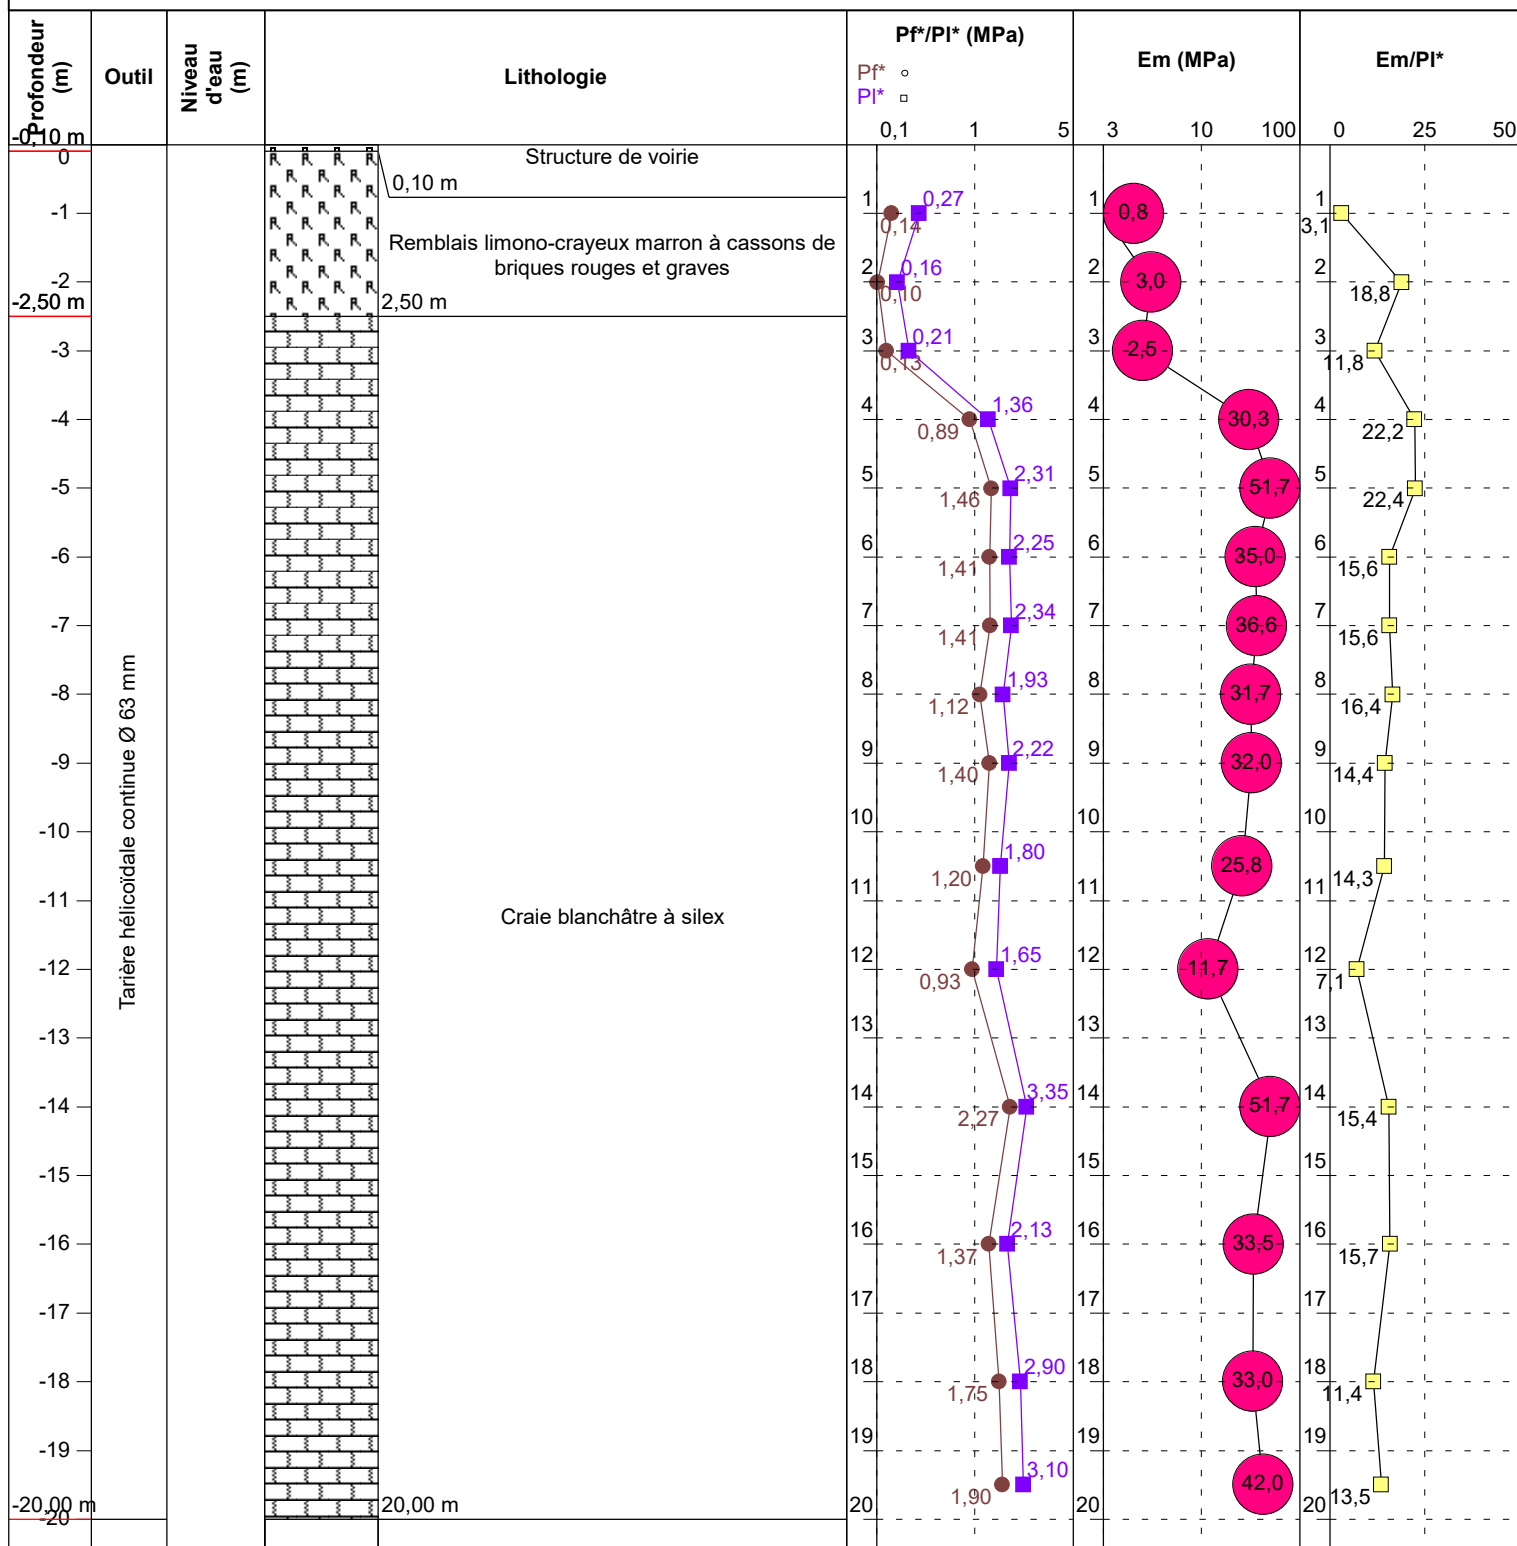 Profondeur
(m)
Outil
Niveau
d'eau
(m)
Lithologie
Pf*/Pl* (MPa)
Pf*
Pl*
0,1 1 5
Em (MPa)
3 10 100
Em/Pl*
0 25 50
-0,10 m
0
-1
-2
-2,50 m
-3
-4
-5
-6
-7
-8
-9
-10
-11
-12
-13
-14
-15
-16
-17
-18
-19
-20,00 m
-20
Tarière hélicoïdale continue Ø 63 mm
Structure de voirie
0,10 m
Remblais limono-crayeux marron à cassons de
briques rouges et graves
2,50 m
Craie blanchâtre à silex
20,00 m
1 0,27 0,14 1 0,8 1 3,1
2 0,16 0,10 2 3,0 2 18,8
3 0,21 0,13 3 2,5 3 11,8
4 1,36 0,89 4 30,3 4 22,2
5 2,31 1,46 5 51,7 5 22,4
6 2,25 1,41 6 35,0 6 15,6
7 2,34 1,41 7 36,6 7 15,6
8 1,93 1,12 8 31,7 8 16,4
9 2,22 1,40 9 32,0 9 14,4
10 10 10
1,80 1,20 25,8 14,3
11 11 11
12 1,65 0,93 12 11,7 12 7,1
13 13 13
14 3,35 2,27 14 51,7 14 15,4
15 15 15
16 2,13 1,37 16 33,5 16 15,7
17 17 17
18 2,90 1,75 18 33,0 18 11,4
19 19 19
3,10 1,90 42,0 13,5
20 20 20